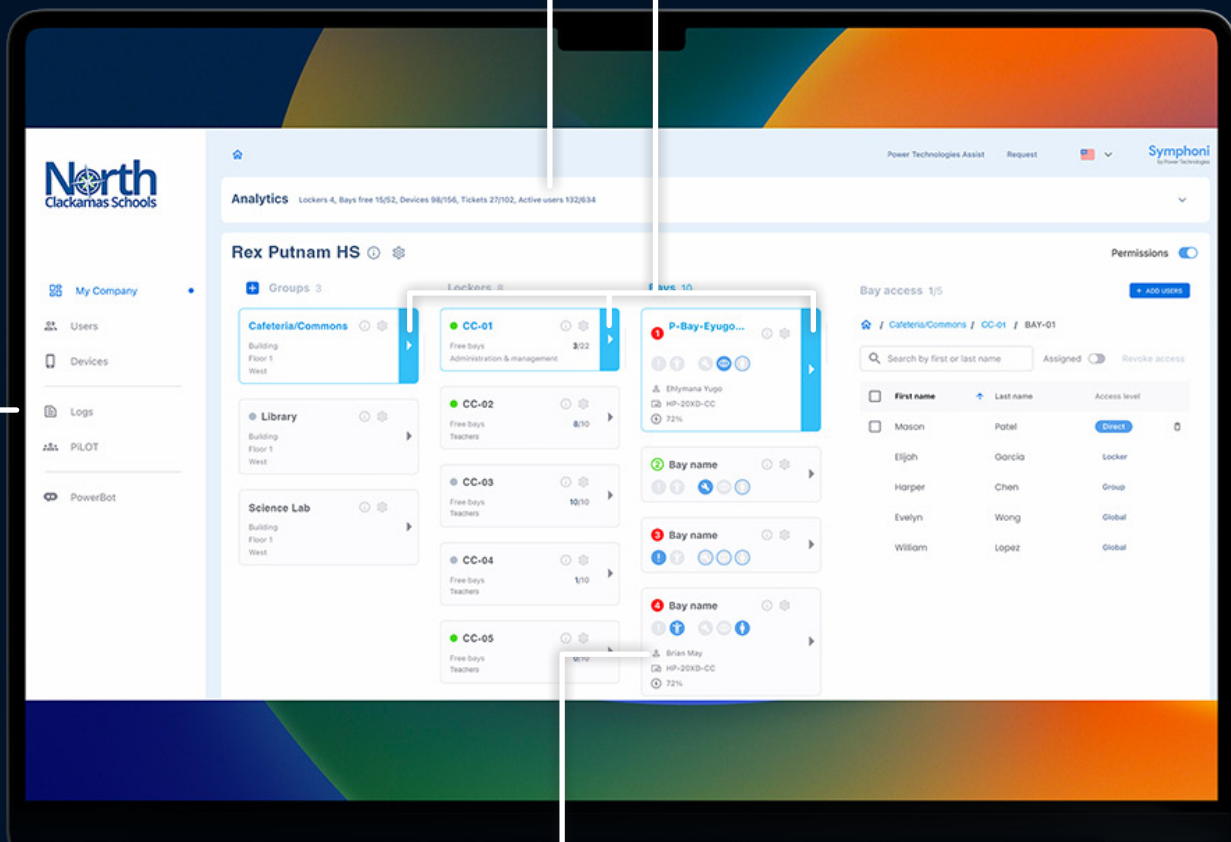 North
Clackamas Schools
My Company
Users
Devices
Logs
PiLOT
PowerBot
Power Technologies Assist
Request
Symphoni
by Power Technologies
Analytics
Lockers 4, Bays free 15/52, Devices 98/156, Tickets 27/102, Active users 132/634
Rex Putnam HS
Permissions
Groups 3
Cafeteria/Commons
Building
Floor 1
West
Library
Building
Floor 1
West
Science Lab
Building
Floor 1
West
Lockers 8
CC-01
Free bays 3/22
Administration & management
CC-02
Free bays 8/10
Teachers
CC-03
Free bays 10/10
Teachers
CC-04
Free bays 1/10
Teachers
CC-05
Free bays 0/10
Teachers
Bays 10
1 P-Bay-Eyugo...
Ehlymana Yugo
HP-20XD-CC
72%
2 Bay name
3 Bay name
4 Bay name
Brian May
HP-20XD-CC
72%
Bay access 1/5
+ ADD USERS
/ Cafeteria/Commons / CC-01 / BAY-01
Search by first or last name
Assigned
Revoke access
First name Last name Access level
Mason Patel Direct
Elijah Garcia Locker
Harper Chen Group
Evelyn Wong Global
William Lopez Global